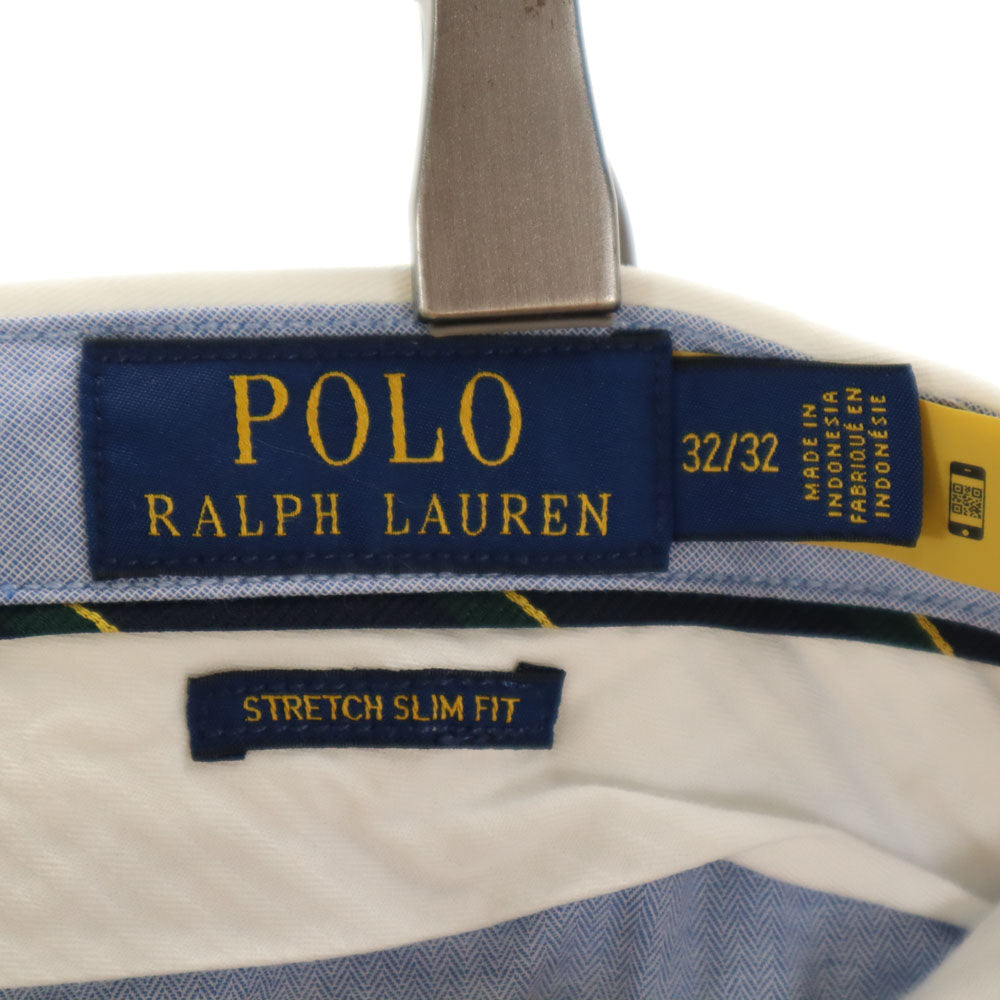 POLO
RALPH LAUREN
32/32
MADE IN
INDONESIA
FABRIQUÉ EN
INDONÉSIE
STRETCH SLIM FIT